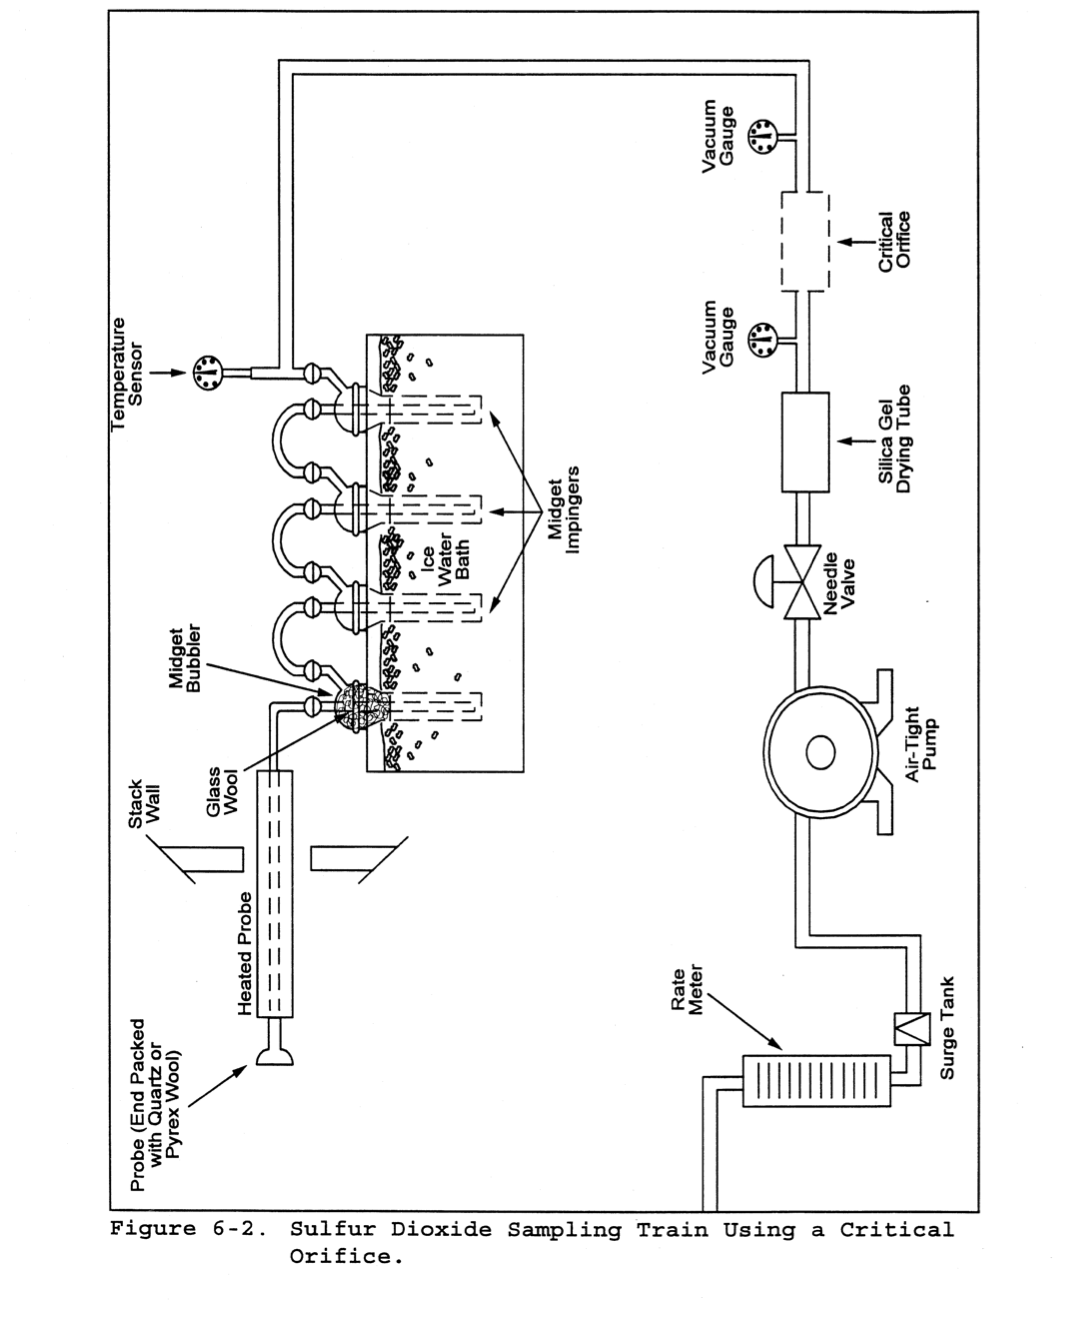 Temperature
Sensor
Vacuum
Gauge
Critical
Orifice
Vacuum
Gauge
Silica Gel
Drying Tube
Midget
Impingers
Ice
Water
Bath
Needle
Valve
Midget
Bubbler
Air-Tight
Pump
Glass
Wool
Stack
Wall
Heated Probe
Rate
Meter
Surge Tank
Probe (End Packed
with Quartz or
Pyrex Wool)
Figure 6-2. Sulfur Dioxide Sampling Train Using a Critical
Orifice.